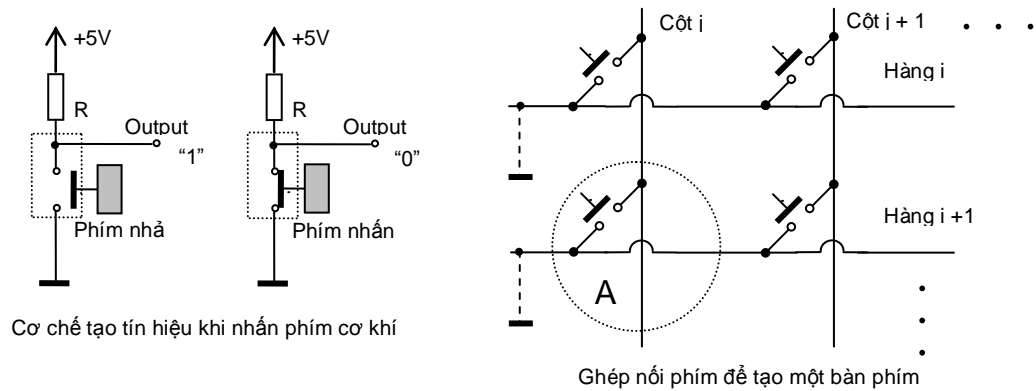 +5V
R
Output
“1”
Phím nhả
+5V
R
Output
“0”
Phím nhấn
Cơ chế tạo tín hiệu khi nhấn phím cơ khí
Cột j
Cột j + 1
Hàng i
Hàng i +1
A
Ghép nối phím để tạo một bàn phím